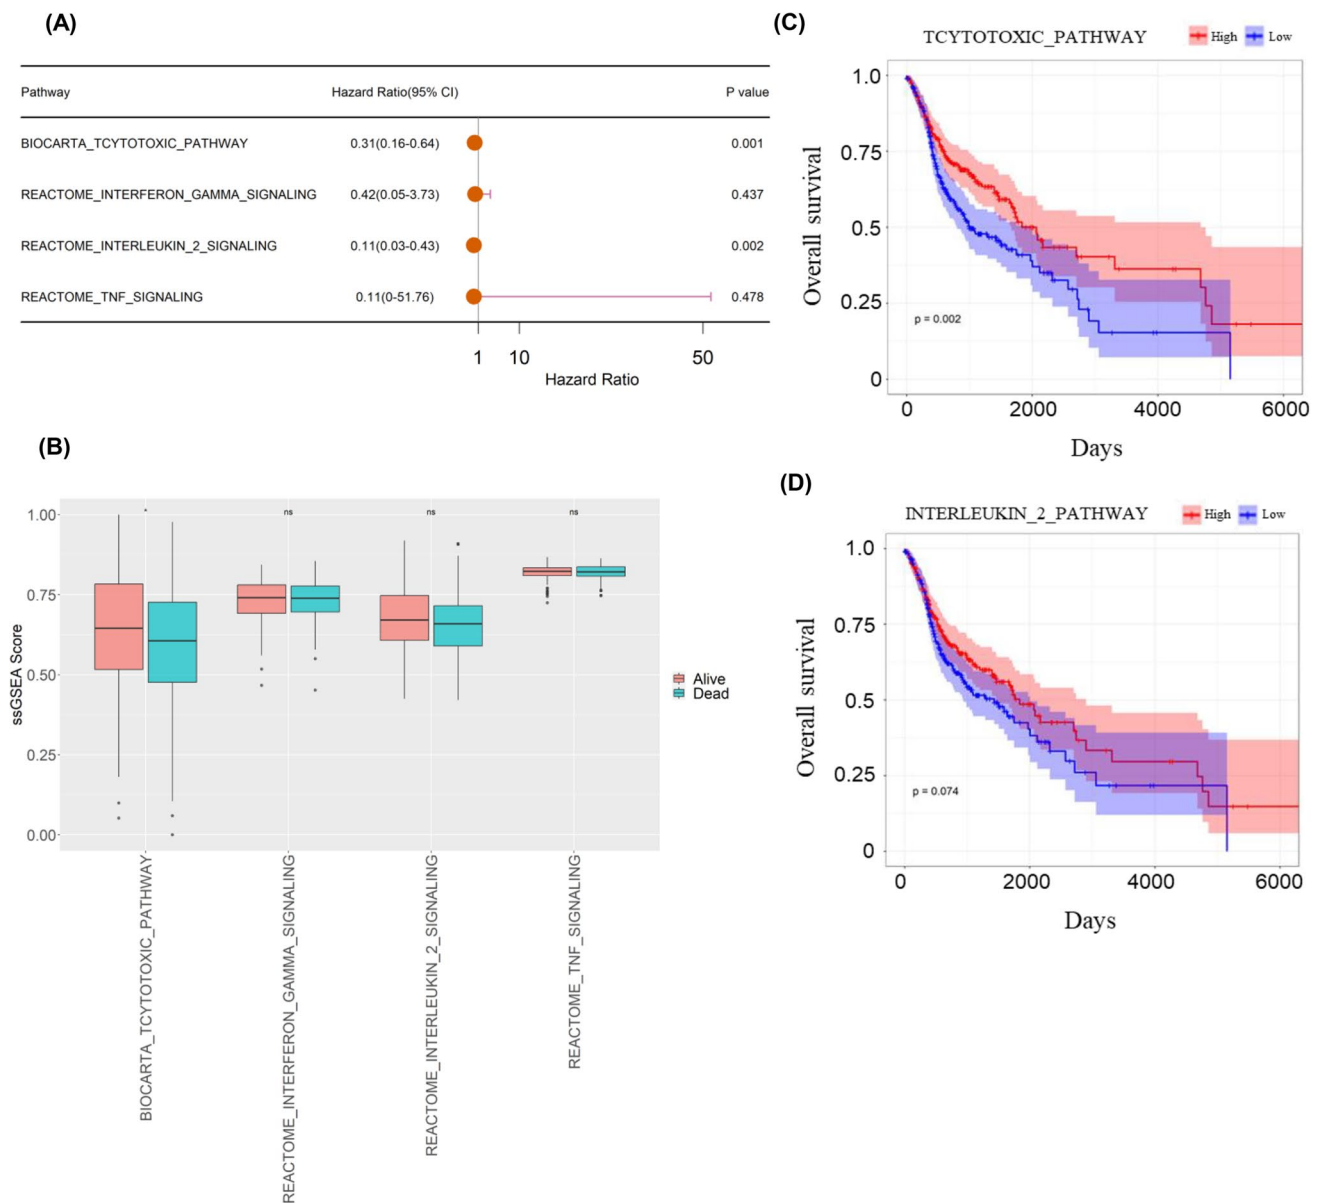 (A)
Pathway Hazard Ratio(95% CI) P value
BIOCARTA_TCYTOTOXIC_PATHWAY 0.31(0.16-0.64) 0.001
REACTOME_INTERFERON_GAMMA_SIGNALING 0.42(0.05-3.73) 0.437
REACTOME_INTERLEUKIN_2_SIGNALING 0.11(0.03-0.43) 0.002
REACTOME_TNF_SIGNALING 0.11(0-51.76) 0.478
1 10 50
Hazard Ratio
(B)
ssGSEA Score
1.00
0.75
0.50
0.25
0.00
ns ns ns
Alive
Dead
BIOCARTA_TCYTOTOXIC_PATHWAY
REACTOME_INTERFERON_GAMMA_SIGNALING
REACTOME_INTERLEUKIN_2_SIGNALING
REACTOME_TNF_SIGNALING
(C)
TCYTOTOXIC_PATHWAY High Low
Overall survival
1.0
0.75
0.5
0.25
0
p = 0.002
0 2000 4000 6000
Days
(D)
INTERLEUKIN_2_PATHWAY High Low
Overall survival
1.0
0.75
0.5
0.25
0
p = 0.074
0 2000 4000 6000
Days